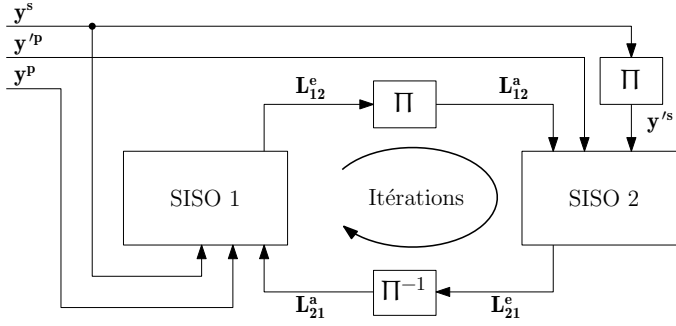 y^s
y'^p
y^p
L^e_12
Π
L^a_12
Π
y'^s
SISO 1
Itérations
SISO 2
L^a_21
Π^−1
L^e_21